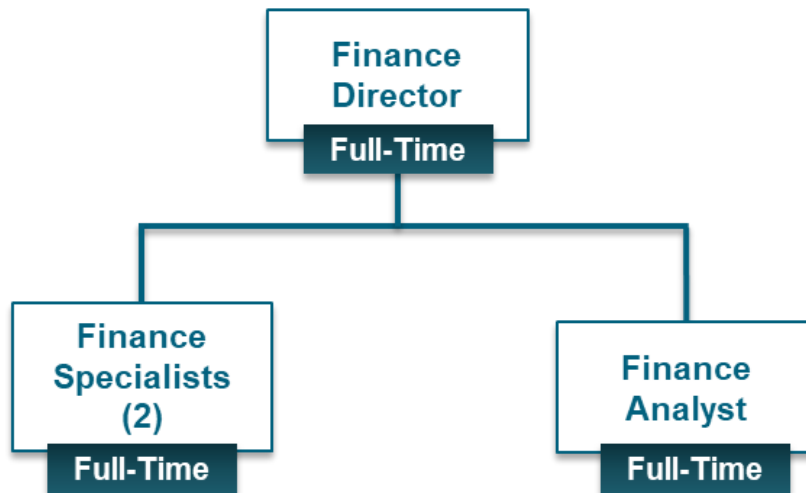 Finance
Director
Full-Time
Finance
Specialists
(2)
Full-Time
Finance
Analyst
Full-Time